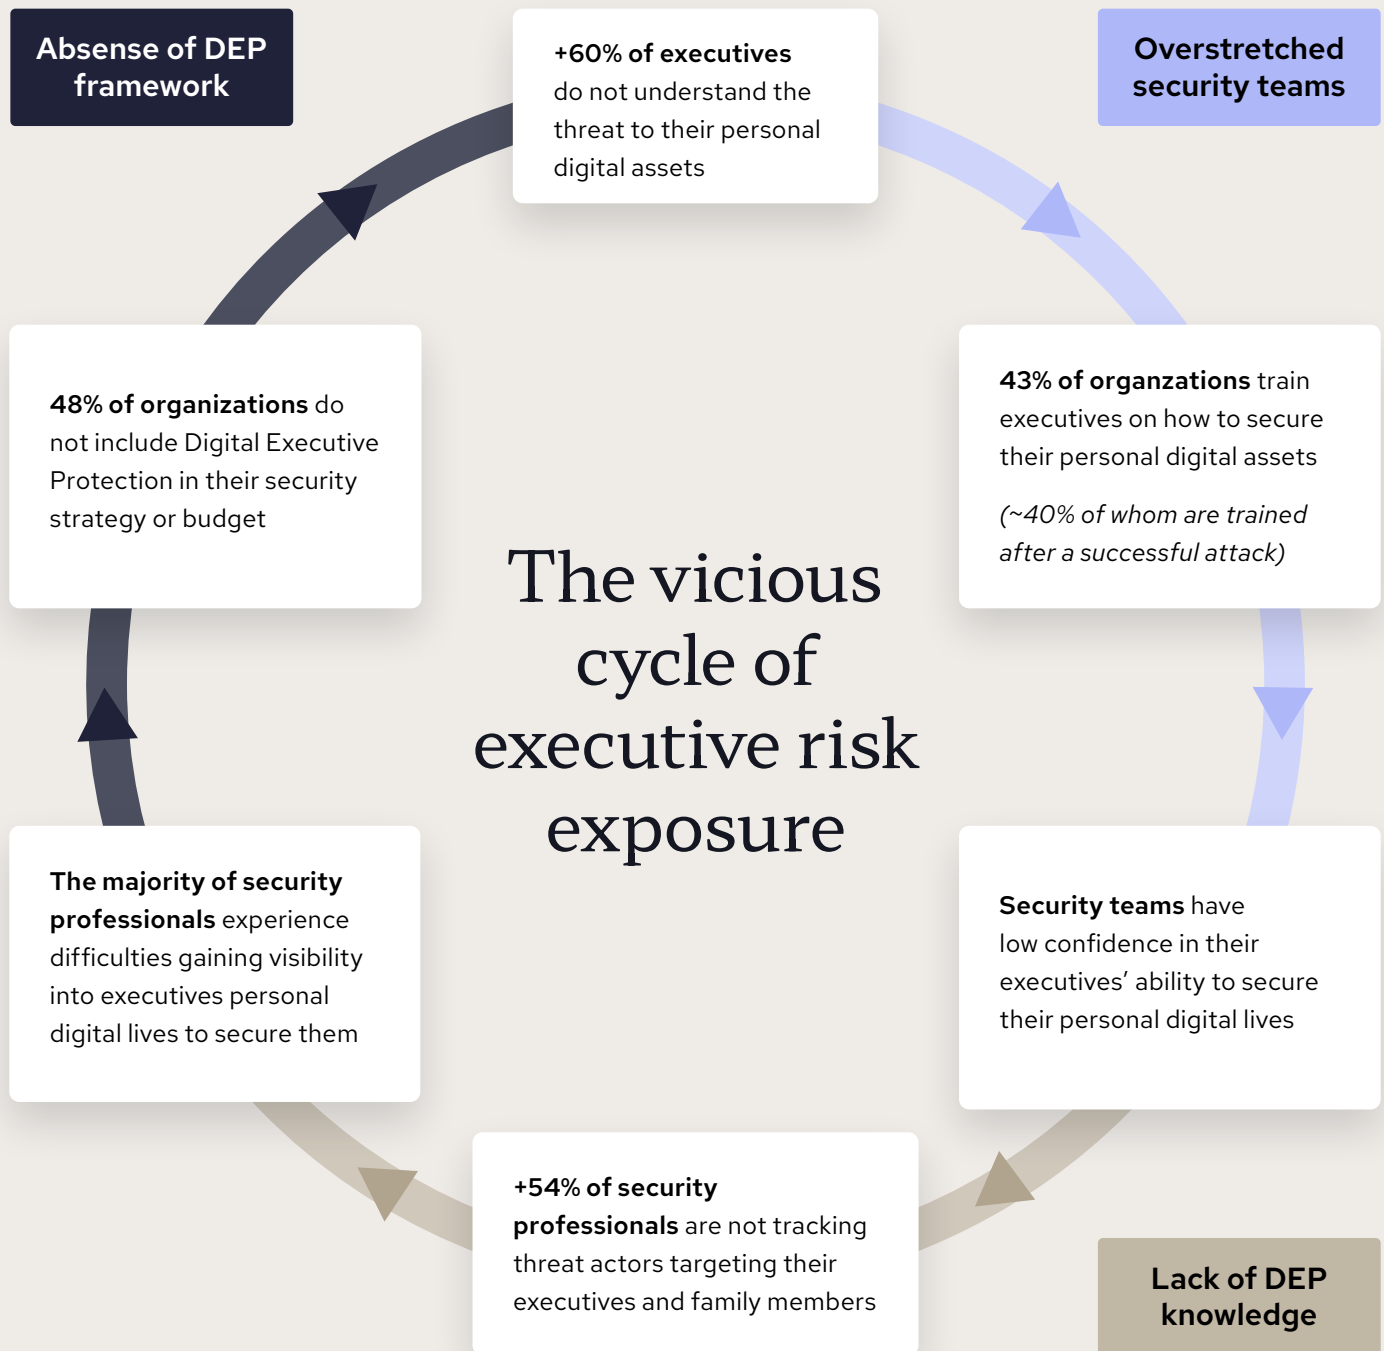 Absense of DEP
framework
+60% of executives
do not understand the
threat to their personal
digital assets
Overstretched
security teams
48% of organizations do
not include Digital Executive
Protection in their security
strategy or budget
43% of organzations train
executives on how to secure
their personal digital assets
(~40% of whom are trained
after a successful attack)
The vicious
cycle of
executive risk
exposure
The majority of security
professionals experience
difficulties gaining visibility
into executives personal
digital lives to secure them
Security teams have
low confidence in their
executives’ ability to secure
their personal digital lives
+54% of security
professionals are not tracking
threat actors targeting their
executives and family members
Lack of DEP
knowledge